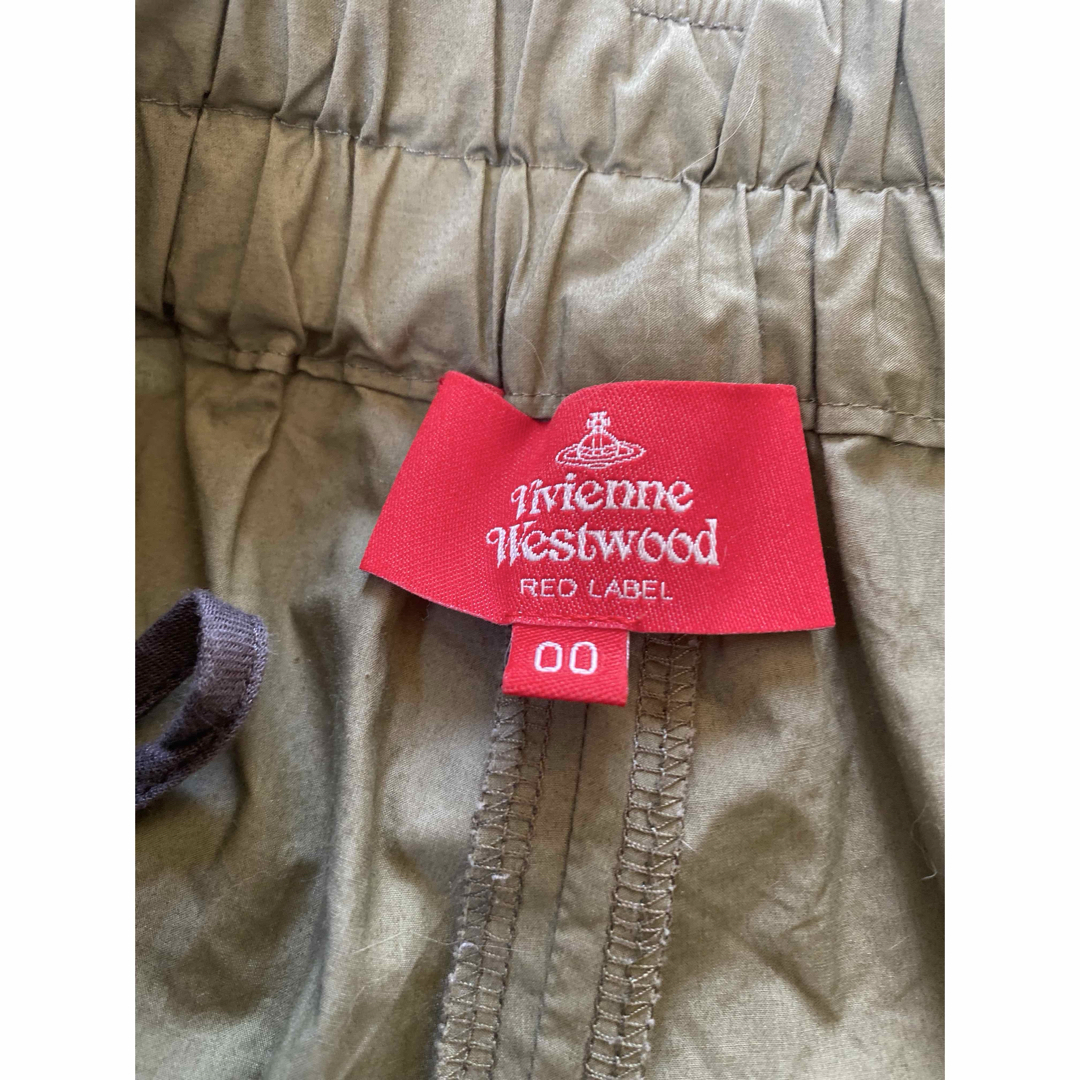 Vivienne
Westwood
RED LABEL
00